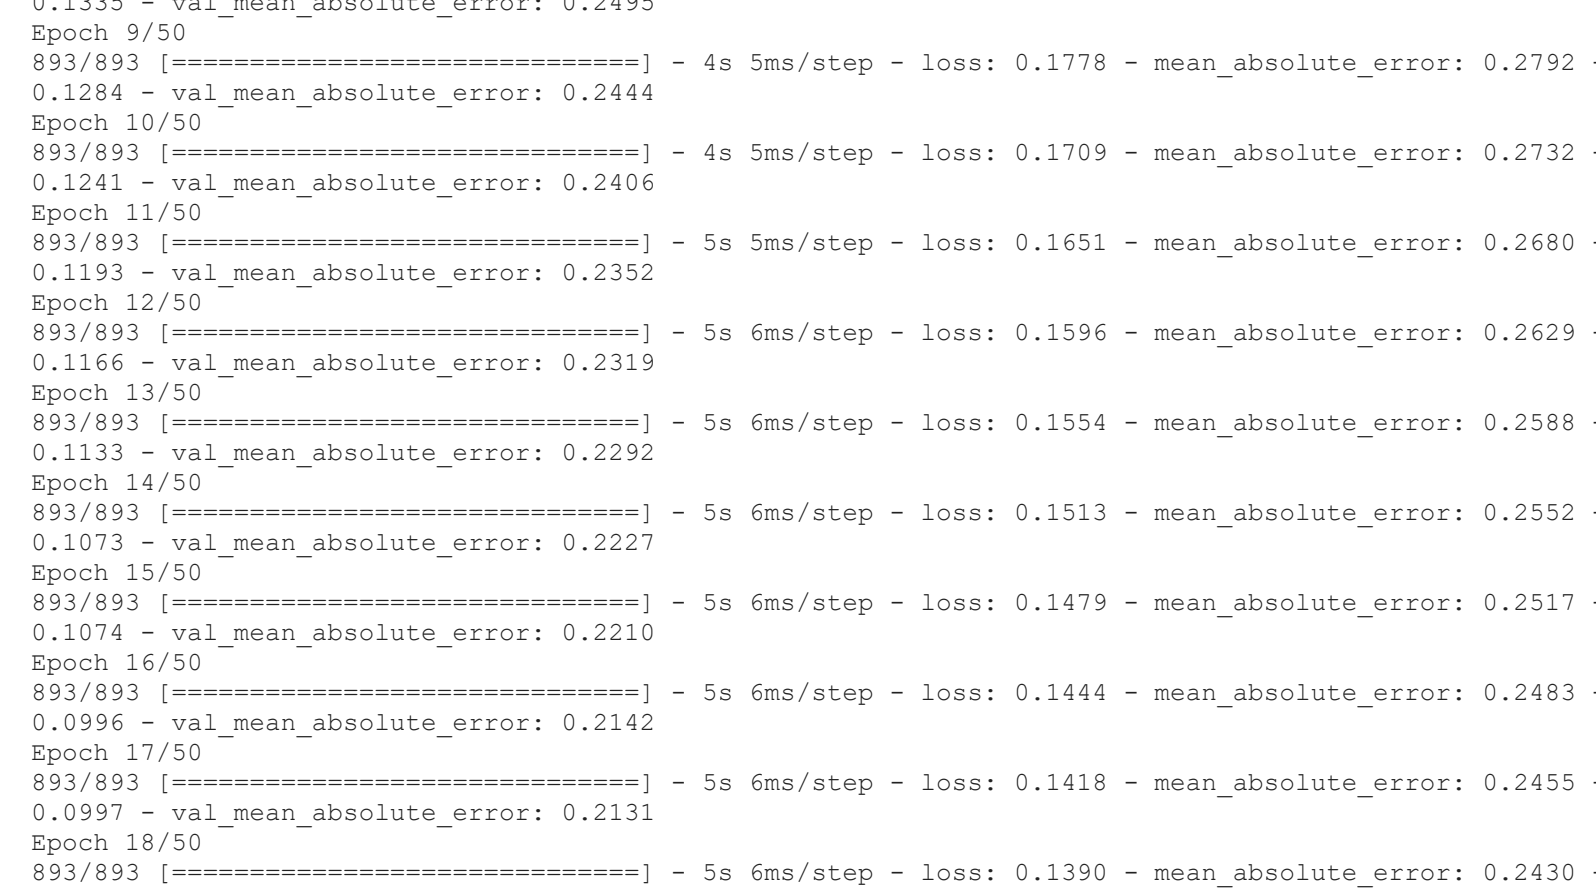 0.1335 - val_mean_absolute_error: 0.2495
Epoch 9/50
893/893 [==============================] - 4s 5ms/step - loss: 0.1778 - mean_absolute_error: 0.2792 -
0.1284 - val_mean_absolute_error: 0.2444
Epoch 10/50
893/893 [==============================] - 4s 5ms/step - loss: 0.1709 - mean_absolute_error: 0.2732 -
0.1241 - val_mean_absolute_error: 0.2406
Epoch 11/50
893/893 [==============================] - 5s 5ms/step - loss: 0.1651 - mean_absolute_error: 0.2680 -
0.1193 - val_mean_absolute_error: 0.2352
Epoch 12/50
893/893 [==============================] - 5s 6ms/step - loss: 0.1596 - mean_absolute_error: 0.2629 -
0.1166 - val_mean_absolute_error: 0.2319
Epoch 13/50
893/893 [==============================] - 5s 6ms/step - loss: 0.1554 - mean_absolute_error: 0.2588 -
0.1133 - val_mean_absolute_error: 0.2292
Epoch 14/50
893/893 [==============================] - 5s 6ms/step - loss: 0.1513 - mean_absolute_error: 0.2552 -
0.1073 - val_mean_absolute_error: 0.2227
Epoch 15/50
893/893 [==============================] - 5s 6ms/step - loss: 0.1479 - mean_absolute_error: 0.2517 -
0.1074 - val_mean_absolute_error: 0.2210
Epoch 16/50
893/893 [==============================] - 5s 6ms/step - loss: 0.1444 - mean_absolute_error: 0.2483 -
0.0996 - val_mean_absolute_error: 0.2142
Epoch 17/50
893/893 [==============================] - 5s 6ms/step - loss: 0.1418 - mean_absolute_error: 0.2455 -
0.0997 - val_mean_absolute_error: 0.2131
Epoch 18/50
893/893 [==============================] - 5s 6ms/step - loss: 0.1390 - mean_absolute_error: 0.2430 -